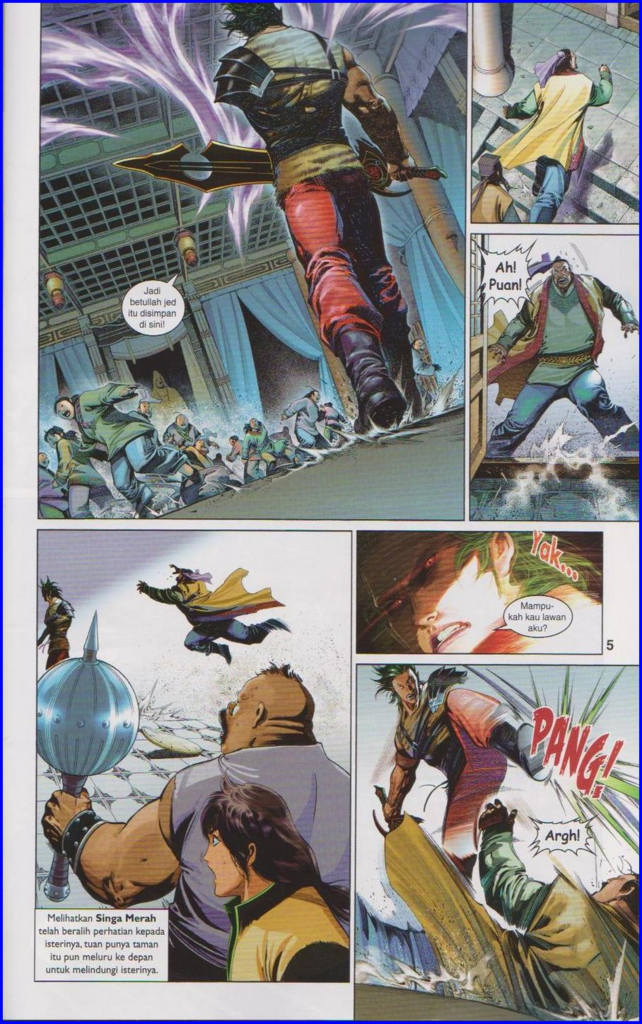 Jadi
betullah jed
itu disimpan
di sini!
Ah!
Puan!
Yak...
Mampu-
kah kau lawan
aku?
5
PANG!
Argh!
Melihatkan Singa Merah
telah beralih perhatian kepada
isterinya, tuan punya taman
itu pun meluru ke depan
untuk melindungi isterinya.